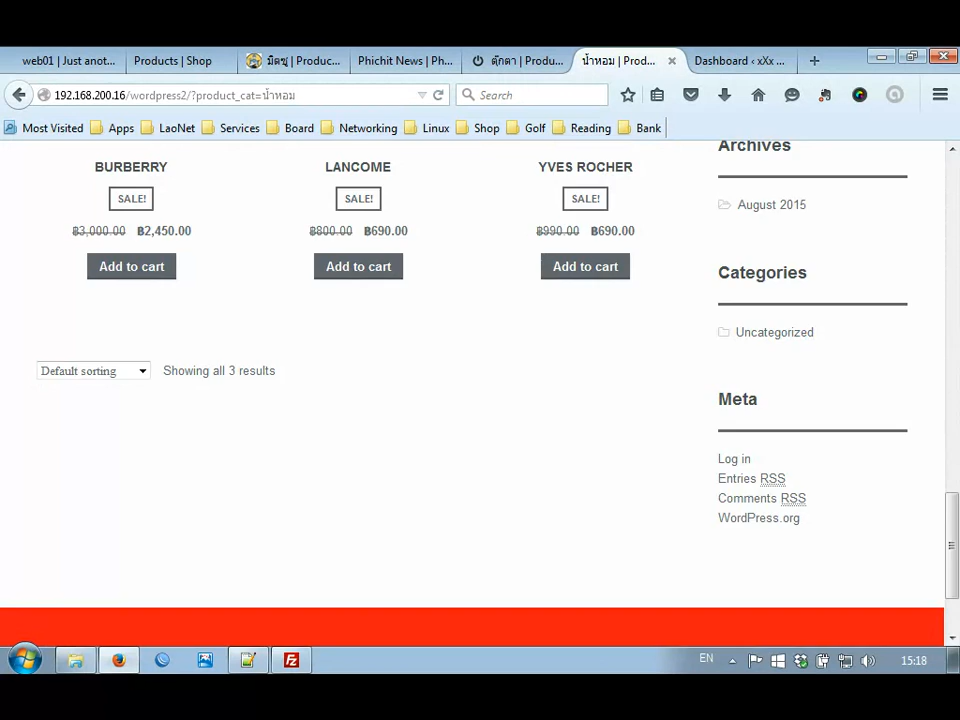 web01 | Just anot...
Products | Shop
มิตซู | Produc...
Phichit News | Ph...
ตุ๊กตา | Produ...
น้ำหอม | Prod...
Dashboard ‹ xXx ...
192.168.200.16/wordpress2/?product_cat=น้ำหอม
Search
Most Visited
Apps
LaoNet
Services
Board
Networking
Linux
Shop
Golf
Reading
Bank
BURBERRY
SALE!
฿3,000.00 ฿2,450.00
Add to cart
LANCOME
SALE!
฿800.00 ฿690.00
Add to cart
YVES ROCHER
SALE!
฿990.00 ฿690.00
Add to cart
Default sorting
Showing all 3 results
Archives
August 2015
Categories
Uncategorized
Meta
Log in
Entries RSS
Comments RSS
WordPress.org
EN
15:18